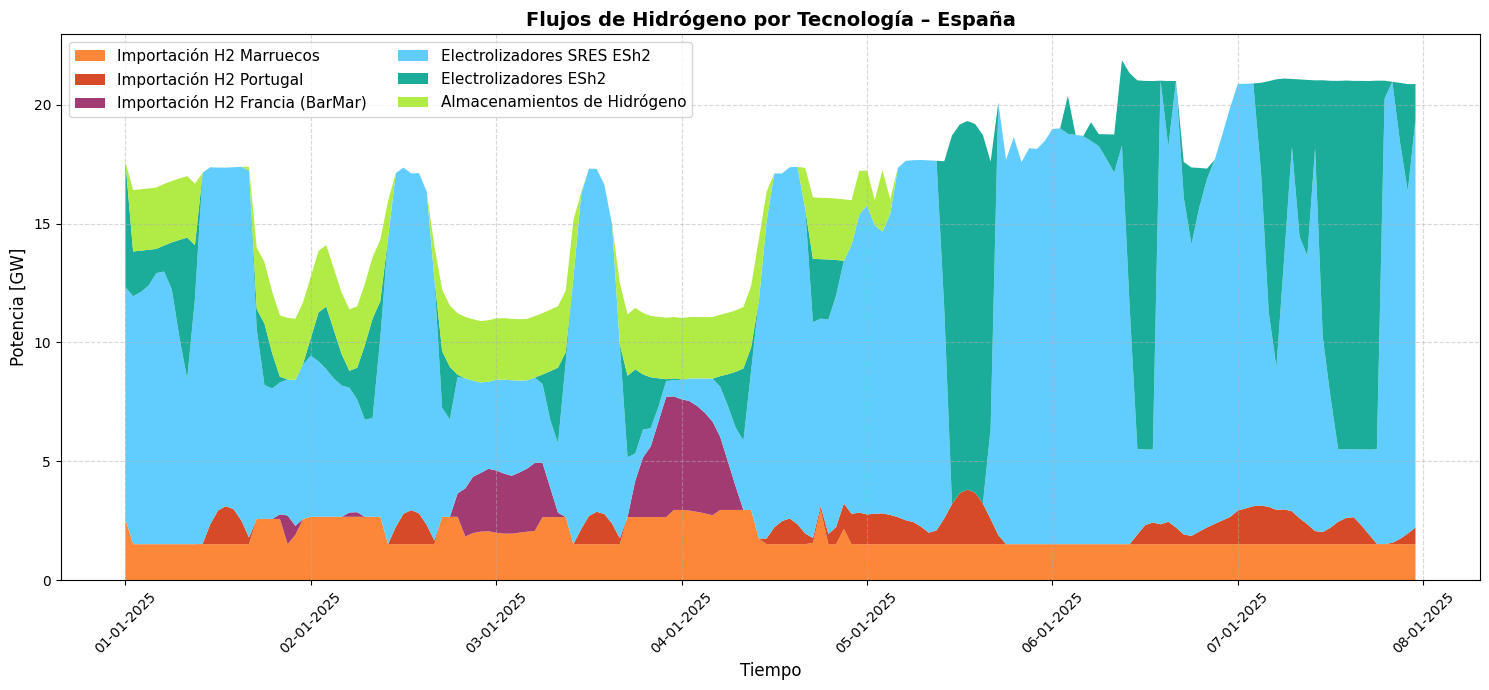 Flujos de Hidrógeno por Tecnología – España
Importación H2 Marruecos
Importación H2 Portugal
Importación H2 Francia (BarMar)
Electrolizadores SRES ESh2
Electrolizadores ESh2
Almacenamientos de Hidrógeno
Potencia [GW]
20
15
10
5
0
01-01-2025
02-01-2025
03-01-2025
04-01-2025
05-01-2025
06-01-2025
07-01-2025
08-01-2025
Tiempo